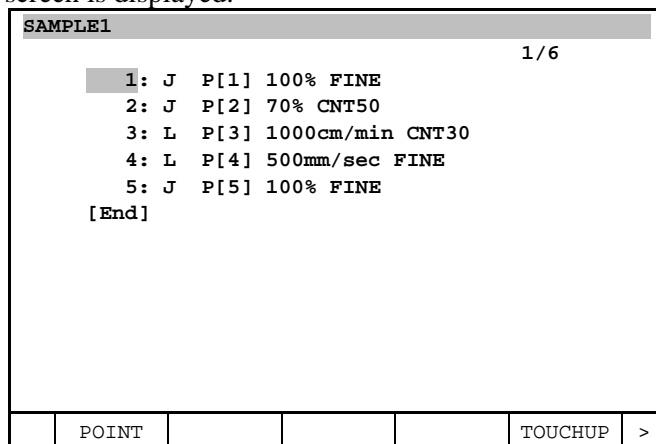 screen is displayed.
SAMPLE1
1/6
1: J P[1] 100% FINE
2: J P[2] 70% CNT50
3: L P[3] 1000cm/min CNT30
4: L P[4] 500mm/sec FINE
5: J P[5] 100% FINE
[End]
POINT TOUCHUP >